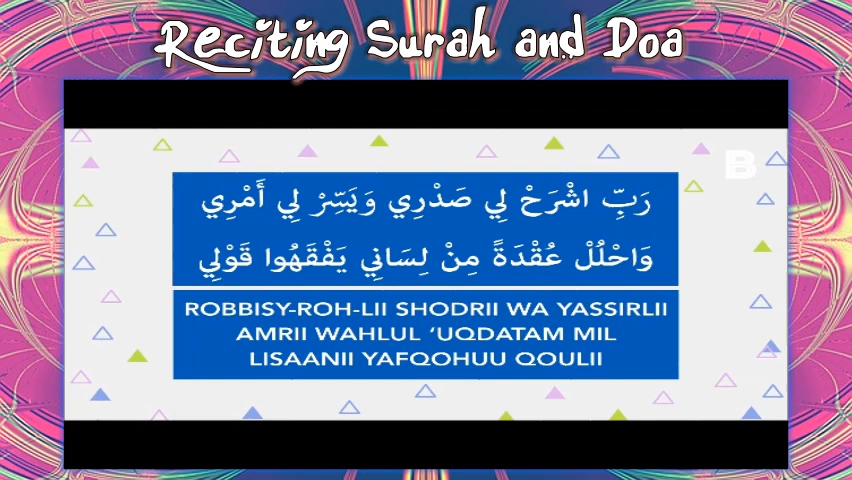 Reciting Surah and Doa
B
رَبِّ اشْرَحْ لِي صَدْرِي وَيَسِّرْ لِي أَمْرِي
وَاحْلُلْ عُقْدَةً مِنْ لِسَانِي يَفْقَهُوا قَوْلِي
ROBBISY-ROH-LII SHODRII WA YASSIRLII
AMRII WAHLUL ‘UQDATAM MIL
LISAANII YAFQOHUU QOULII